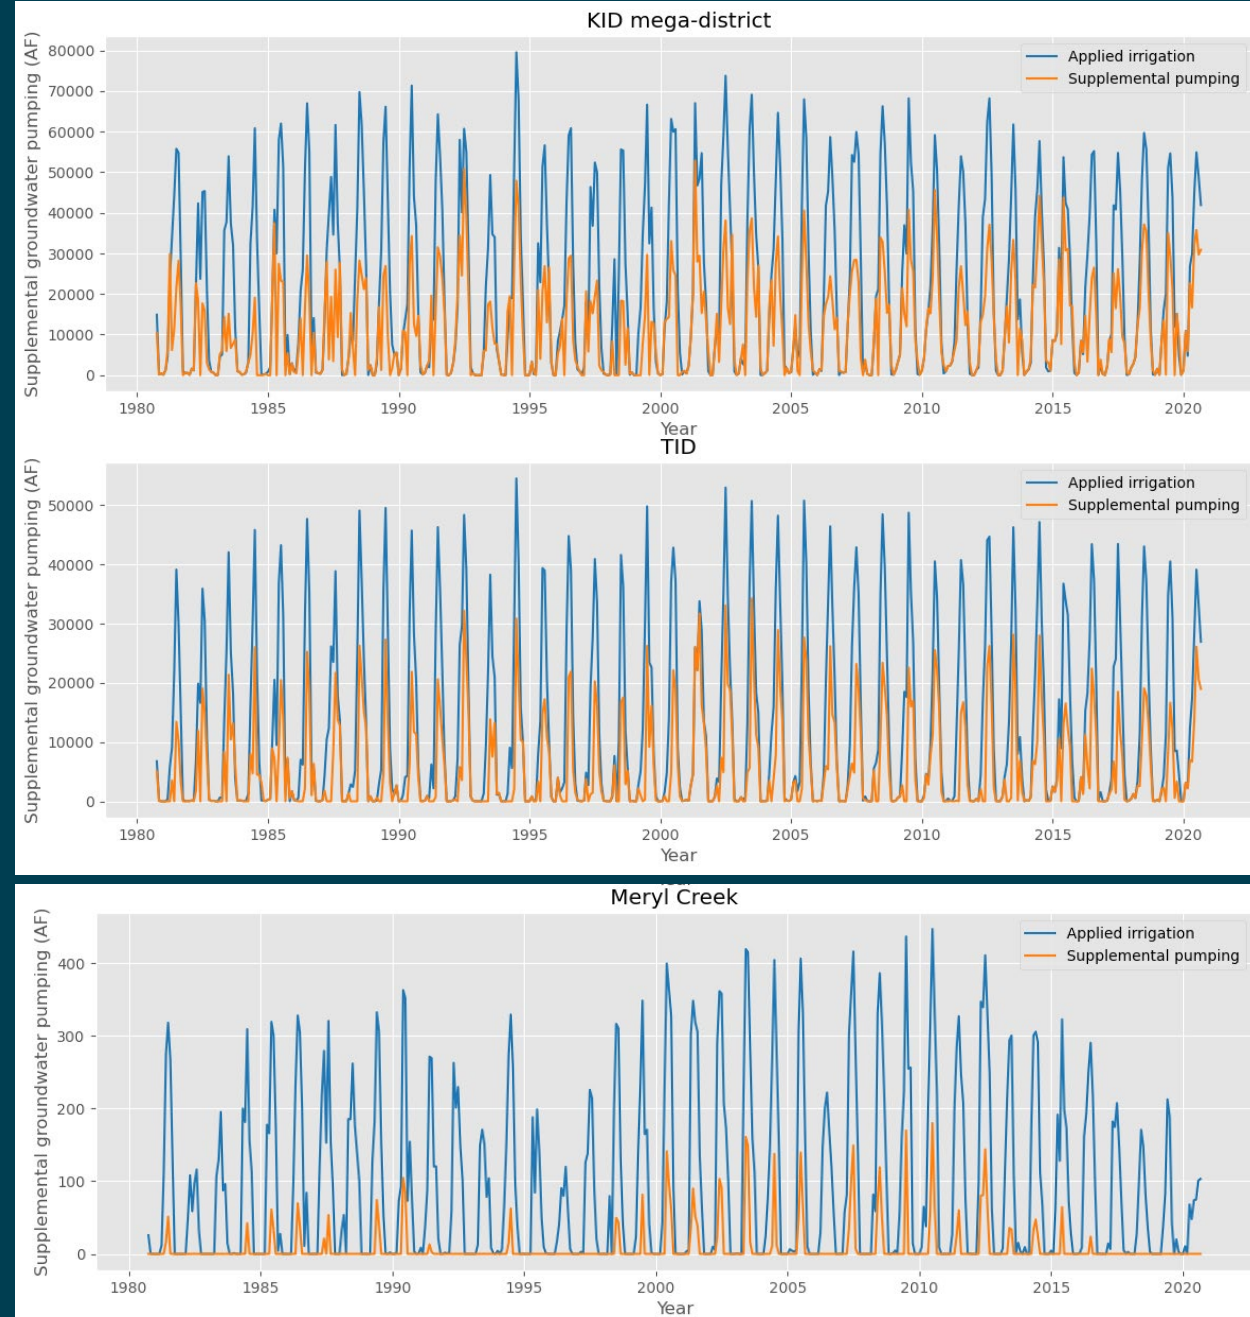 KID mega-district
Supplemental groundwater pumping (AF)
80000
70000
60000
50000
40000
30000
20000
10000
0
Applied irrigation
Supplemental pumping
1980 1985 1990 1995 2000 2005 2010 2015 2020
Year
TID
Supplemental groundwater pumping (AF)
50000
40000
30000
20000
10000
0
Applied irrigation
Supplemental pumping
1980 1985 1990 1995 2000 2005 2010 2015 2020
Year
Meryl Creek
Supplemental groundwater pumping (AF)
400
300
200
100
0
Applied irrigation
Supplemental pumping
1980 1985 1990 1995 2000 2005 2010 2015 2020
Year